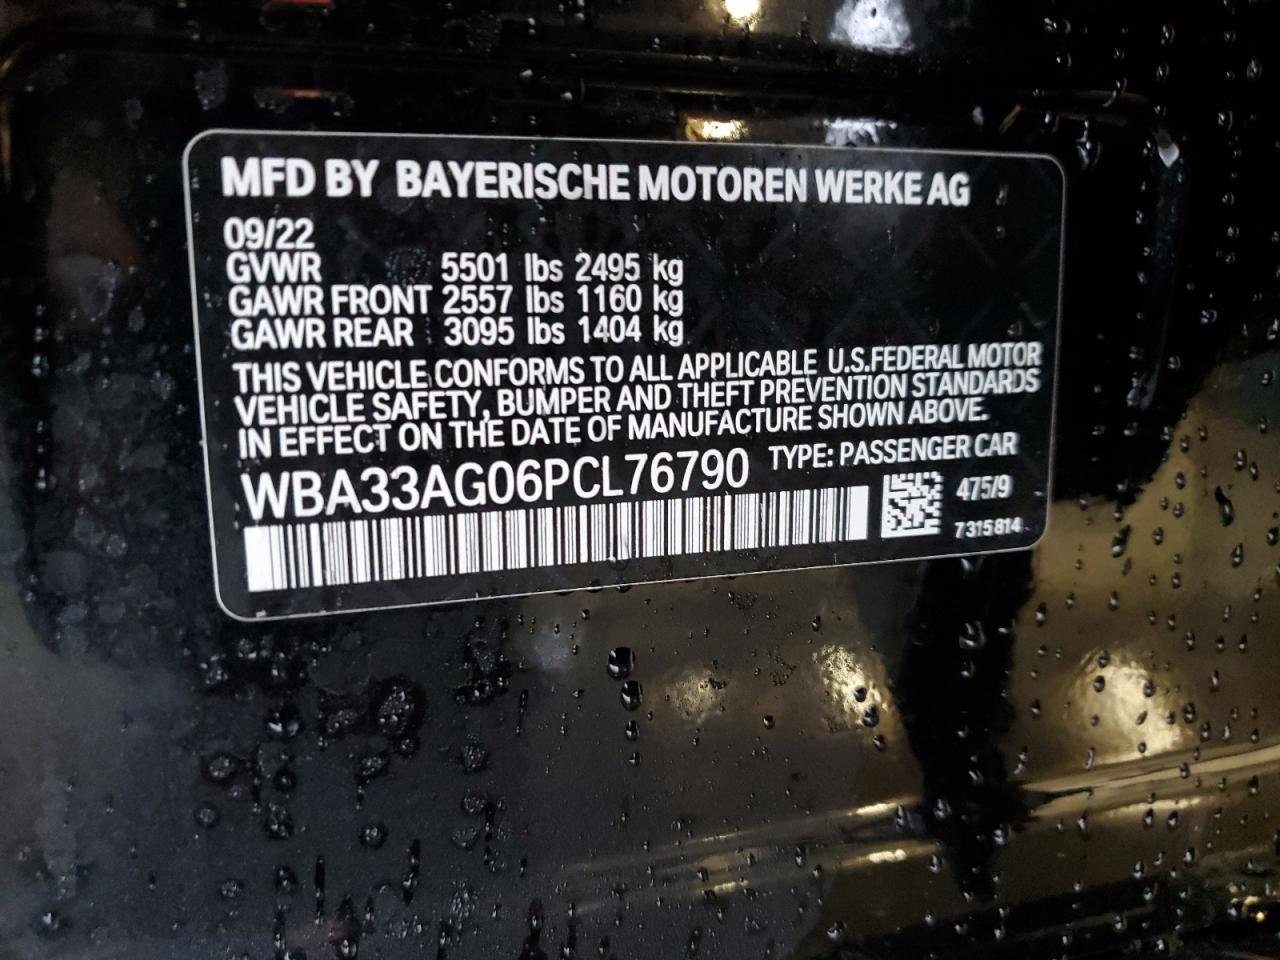 MFD BY BAYERISCHE MOTOREN WERKE AG
09/22
GVWR 5501 lbs 2495 kg
GAWR FRONT 2557 lbs 1160 kg
GAWR REAR 3095 lbs 1404 kg
THIS VEHICLE CONFORMS TO ALL APPLICABLE U.S.FEDERAL MOTOR
VEHICLE SAFETY, BUMPER AND THEFT PREVENTION STANDARDS
IN EFFECT ON THE DATE OF MANUFACTURE SHOWN ABOVE.
WBA33AG06PCL76790 TYPE: PASSENGER CAR
475/9
7315814